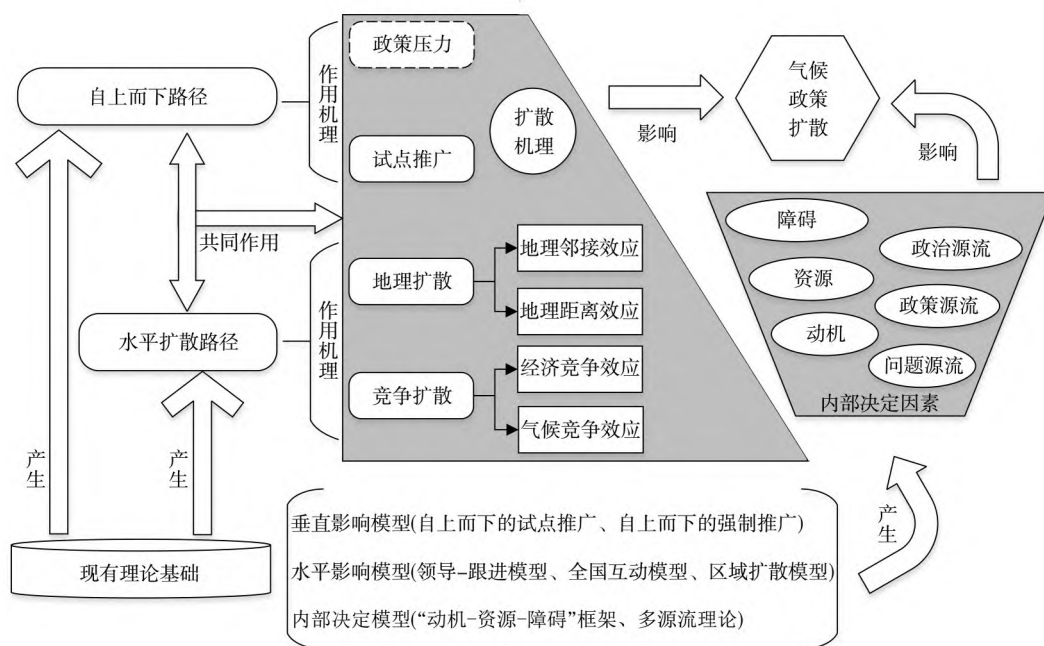 政策压力
自上而下路径
作用机理
扩散
机理
试点推广
影响
气候
政策
扩散
影响
共同作用
障碍
政治源流
资源
政策源流
动机
问题源流
内部决定因素
地理扩散
地理邻接效应
地理距离效应
水平扩散路径
作用机理
竞争扩散
经济竞争效应
气候竞争效应
产生
产生
产生
现有理论基础
垂直影响模型(自上而下的试点推广、自上而下的强制推广)
水平影响模型(领导-跟进模型、全国互动模型、区域扩散模型)
内部决定模型(“动机-资源-障碍”框架、多源流理论)